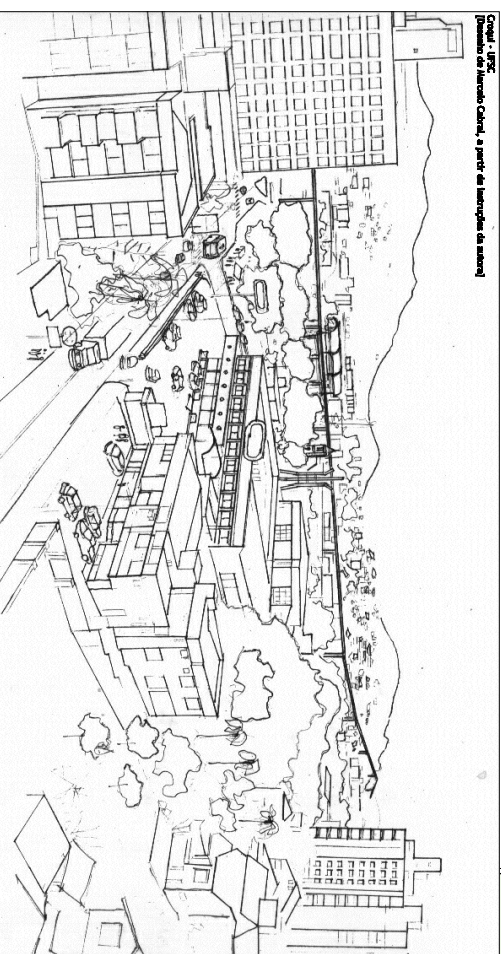 Croqui - UFSC
[Desenho de Marcelo Cabral, a partir de instruções da autora]